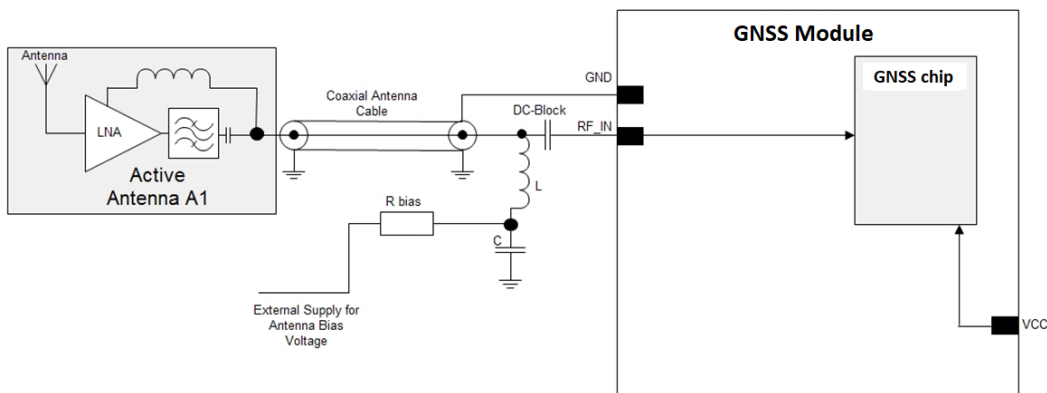 GNSS Module
Antenna
GNSS chip
GND
Coaxial Antenna
Cable
DC-Block
RF_IN
LNA
Active
Antenna A1
L
R bias
C
External Supply for
Antenna Bias
Voltage
VCC